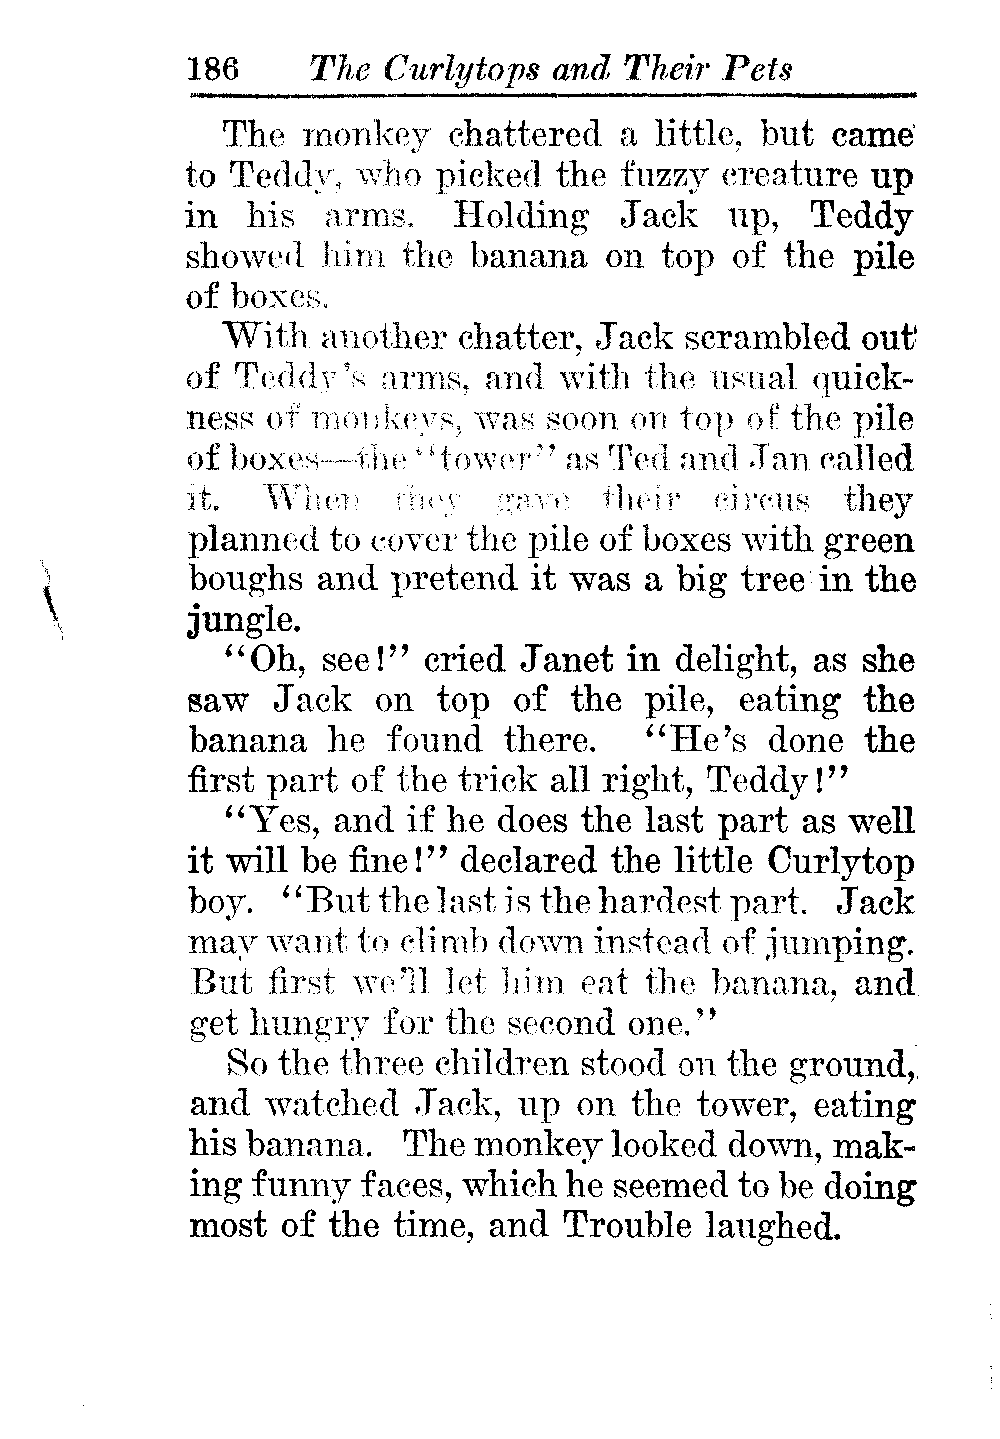 186 The Curlytops and Their Pets
The monkey chattered a little, but came
to Teddy, who picked the fuzzy creature up
in his arms. Holding Jack up, Teddy
showed him the banana on top of the pile
of boxes.
With another chatter, Jack scrambled out
of Teddy's arms, and with the usual quick-
ness of monkeys, was soon on top of the pile
of boxes—the "tower" as Ted and Jan called
it. When they gave their circus they
planned to cover the pile of boxes with green
boughs and pretend it was a big tree in the
jungle.
"Oh, see!" cried Janet in delight, as she
saw Jack on top of the pile, eating the
banana he found there. "He's done the
first part of the trick all right, Teddy!"
"Yes, and if he does the last part as well
it will be fine!" declared the little Curlytop
boy. "But the last is the hardest part. Jack
may want to climb down instead of jumping.
But first we'll let him eat the banana, and
get hungry for the second one."
So the three children stood on the ground,
and watched Jack, up on the tower, eating
his banana. The monkey looked down, mak-
ing funny faces, which he seemed to be doing
most of the time, and Trouble laughed.